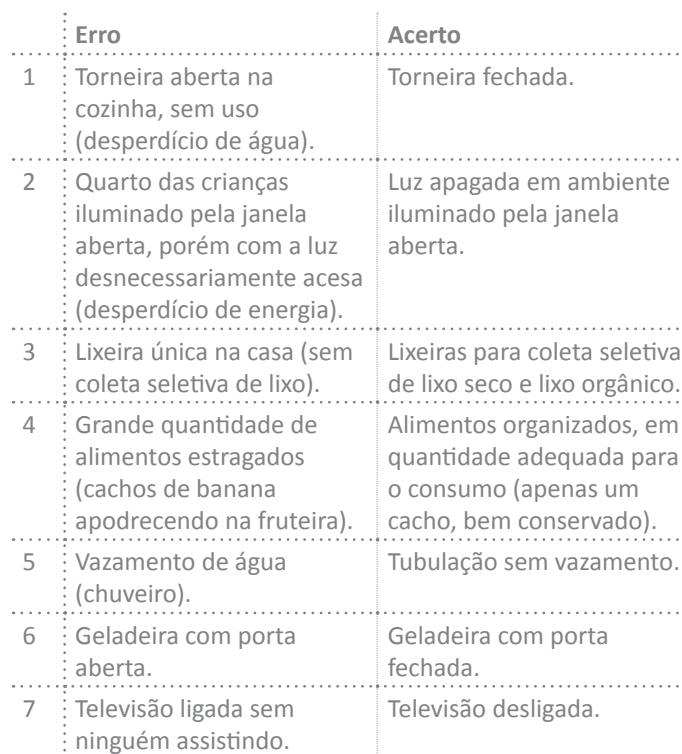 Erro Acerto
1 Torneira aberta na Torneira fechada.
cozinha, sem uso
(desperdício de água).
2 Quarto das crianças Luz apagada em ambiente
iluminado pela janela iluminado pela janela
aberta, porém com a luz aberta.
desnecessariamente acesa
(desperdício de energia).
3 Lixeira única na casa (sem Lixeiras para coleta seletiva
coleta seletiva de lixo). de lixo seco e lixo orgânico.
4 Grande quantidade de Alimentos organizados, em
alimentos estragados quantidade adequada para
(cachos de banana o consumo (apenas um
apodrecendo na fruteira). cacho, bem conservado).
5 Vazamento de água Tubulação sem vazamento.
(chuveiro).
6 Geladeira com porta Geladeira com porta
aberta. fechada.
7 Televisão ligada sem Televisão desligada.
ninguém assistindo.